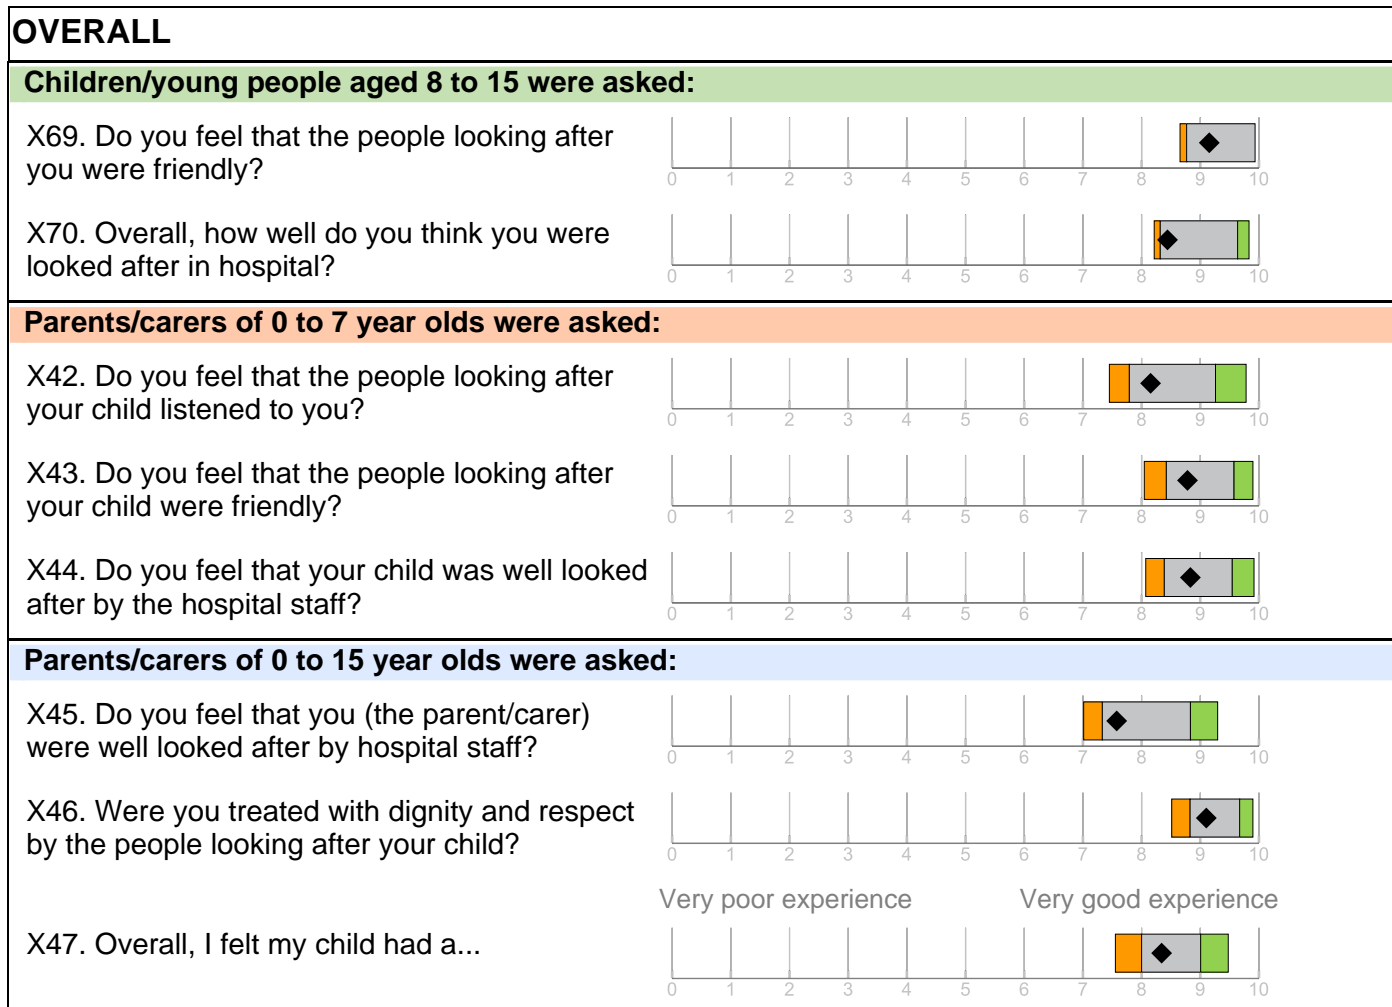 OVERALL
Children/young people aged 8 to 15 were asked:
X69. Do you feel that the people looking after
you were friendly?
0 1 2 3 4 5 6 7 8 9 10
X70. Overall, how well do you think you were
looked after in hospital?
0 1 2 3 4 5 6 7 8 9 10
Parents/carers of 0 to 7 year olds were asked:
X42. Do you feel that the people looking after
your child listened to you?
0 1 2 3 4 5 6 7 8 9 10
X43. Do you feel that the people looking after
your child were friendly?
0 1 2 3 4 5 6 7 8 9 10
X44. Do you feel that your child was well looked
after by the hospital staff?
0 1 2 3 4 5 6 7 8 9 10
Parents/carers of 0 to 15 year olds were asked:
X45. Do you feel that you (the parent/carer)
were well looked after by hospital staff?
0 1 2 3 4 5 6 7 8 9 10
X46. Were you treated with dignity and respect
by the people looking after your child?
0 1 2 3 4 5 6 7 8 9 10
Very poor experience Very good experience
X47. Overall, I felt my child had a...
0 1 2 3 4 5 6 7 8 9 10